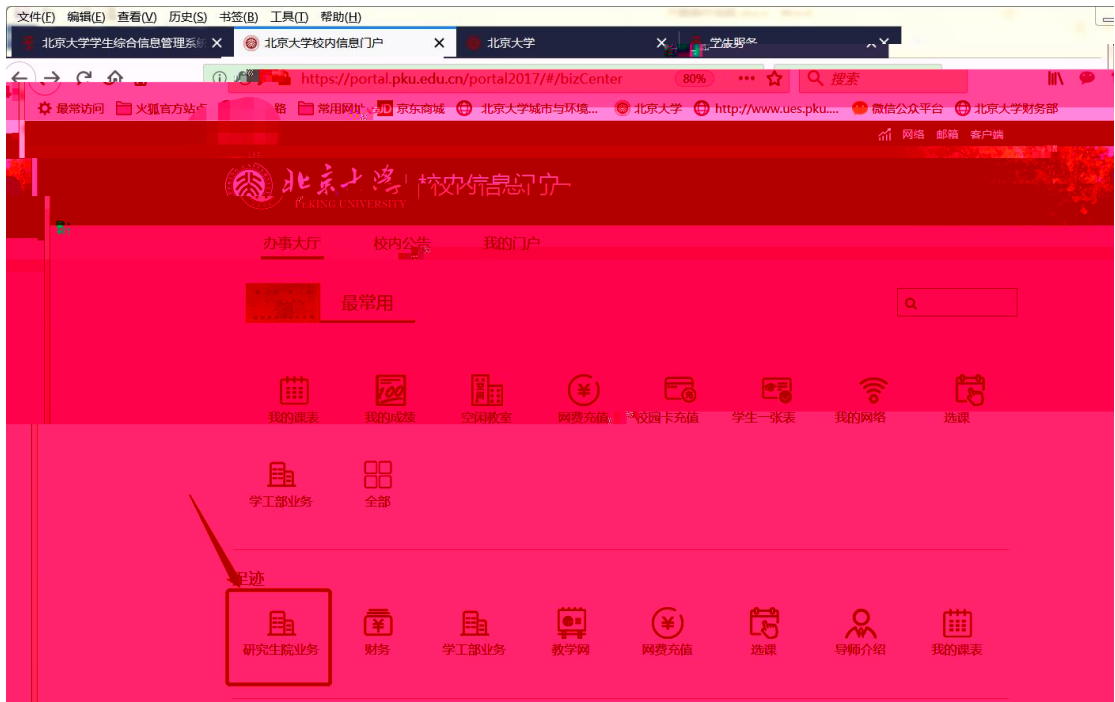 文件(F) 编辑(E) 查看(V) 历史(S) 书签(B) 工具(T) 帮助(H)
北京大学学生综合信息管理系统 北京大学校内信息门户 北京大学
https://portal.pku.edu.cn/portal2017/#/bizCenter 80% 搜索
最常访问 火狐官方站点 常用网址 JD 京东商城 北京大学城市与环境... 北京大学 http://www.ues.pku.... 微信公众平台 北京大学财务部
网络 邮箱 客户端
北京大学 校内信息门户
PEKING UNIVERSITY
办事大厅 校内公告 我的门户
最常用
我的课表 我的成绩 空闲教室 网费充值 校园卡充值 学生一张表 我的网络 选课
学工部业务 全部
足迹
研究生院业务 财务 学工部业务 教学网 网费充值 选课 导师介绍 我的课表